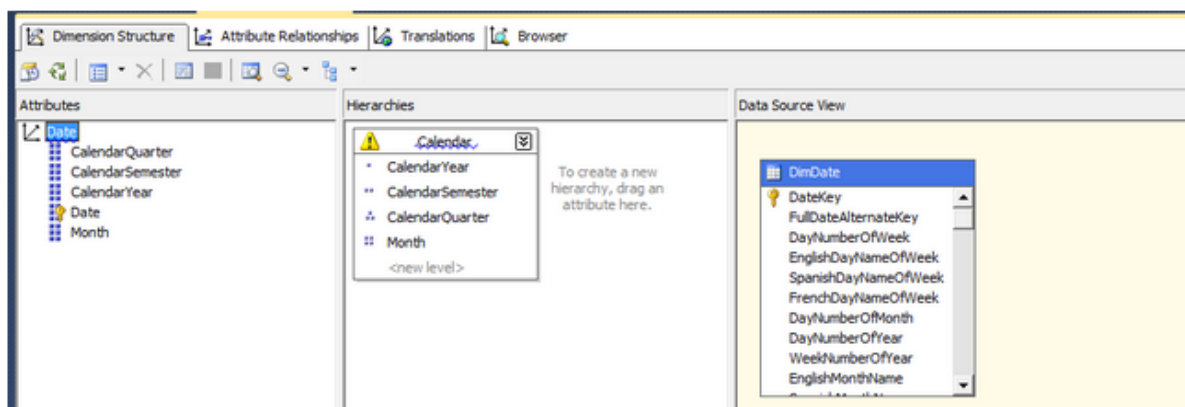 Dimension Structure Attribute Relationships Translations Browser
Attributes
Date
CalendarQuarter
CalendarSemester
CalendarYear
Date
Month
Hierarchies
Calendar
CalendarYear
CalendarSemester
CalendarQuarter
Month
<new level>
To create a new
hierarchy, drag an
attribute here.
Data Source View
DimDate
DateKey
FullDateAlternateKey
DayNumberOfWeek
EnglishDayNameOfWeek
SpanishDayNameOfWeek
FrenchDayNameOfWeek
DayNumberOfMonth
DayNumberOfYear
WeekNumberOfYear
EnglishMonthName